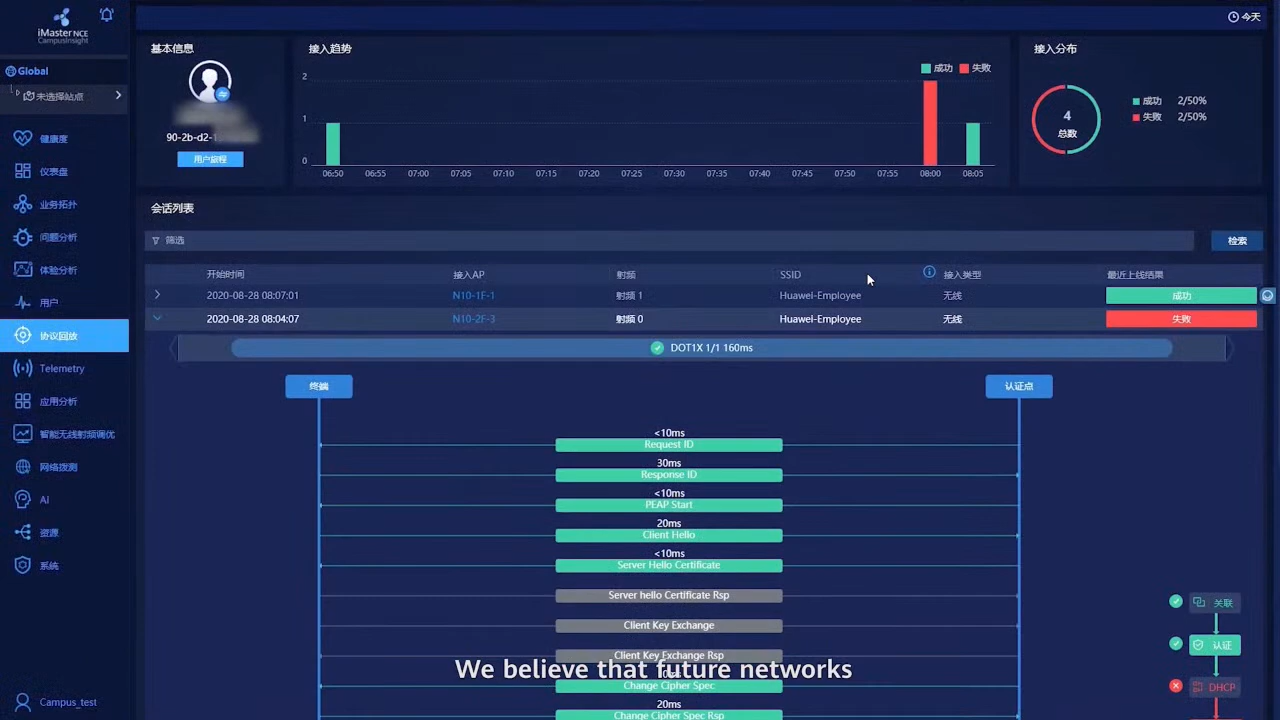 iMaster NCE
CampusInsight
今天
Global
未选择站点
健康度
仪表盘
业务拓扑
问题分析
体验分析
用户
协议回放
Telemetry
应用分析
智能无线射频调优
网络拨测
AI
资源
系统
Campus_test
基本信息
90-2b-d2-1
用户旅程
接入趋势
成功 失败
2
1
0
06:50 06:55 07:00 07:05 07:10 07:15 07:20 07:25 07:30 07:35 07:40 07:45 07:50 07:55 08:00 08:05
接入分布
4
总数
成功 2/50%
失败 2/50%
会话列表
筛选
检索
开始时间 接入AP 射频 SSID 接入类型 最近上线结果
2020-08-28 08:07:01 N10-1F-1 射频 1 Huawei-Employee 无线 成功
2020-08-28 08:04:07 N10-2F-3 射频 0 Huawei-Employee 无线 失败
DOT1X 1/1 160ms
终端 认证点
<10ms
Request ID
30ms
Response ID
<10ms
PEAP Start
20ms
Client Hello
<10ms
Server Hello Certificate
Server hello Certificate Rsp
Client Key Exchange
Client Key Exchange Rsp
Change Cipher Spec
20ms
Change Cipher Spec Rsp
关联
认证
DHCP
We believe that future networks